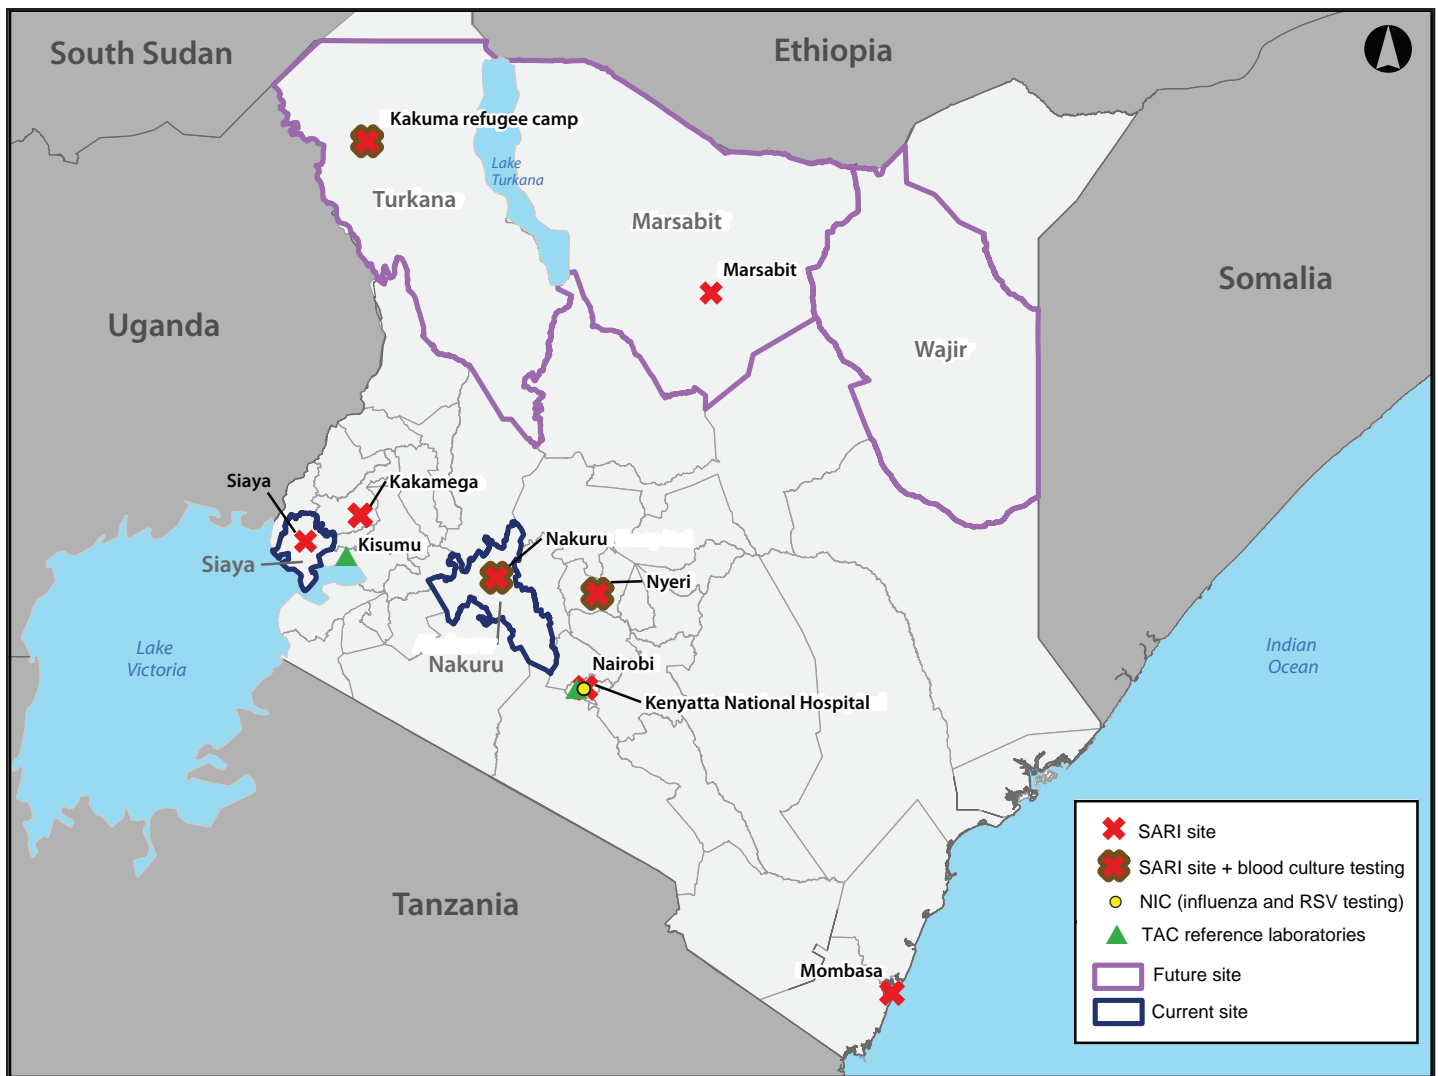 South Sudan
Ethiopia
Kakuma refugee camp
Lake
Turkana
Turkana
Marsabit
Marsabit
Somalia
Uganda
Wajir
Siaya
Kakamega
Kisumu
Nakuru
Siaya
Nyeri
Lake
Victoria
Nakuru
Nairobi
Kenyatta National Hospital
Indian
Ocean
Tanzania
Mombasa
SARI site
SARI site + blood culture testing
NIC (influenza and RSV testing)
TAC reference laboratories
Future site
Current site